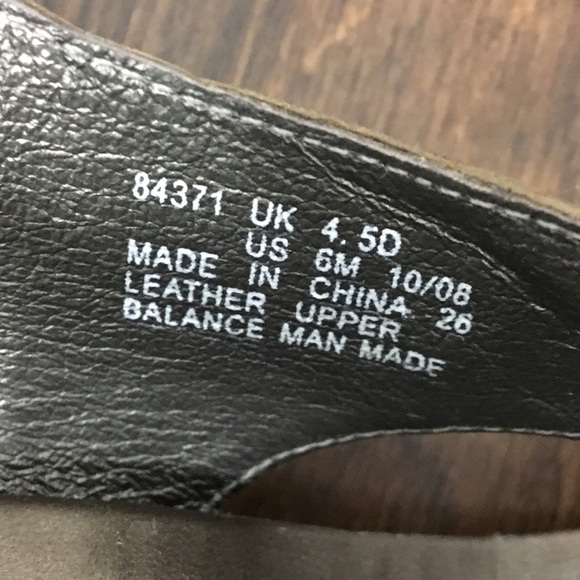 84371 UK 4.5D
US 6M 10/08
MADE IN CHINA 26
LEATHER UPPER
BALANCE MAN MADE